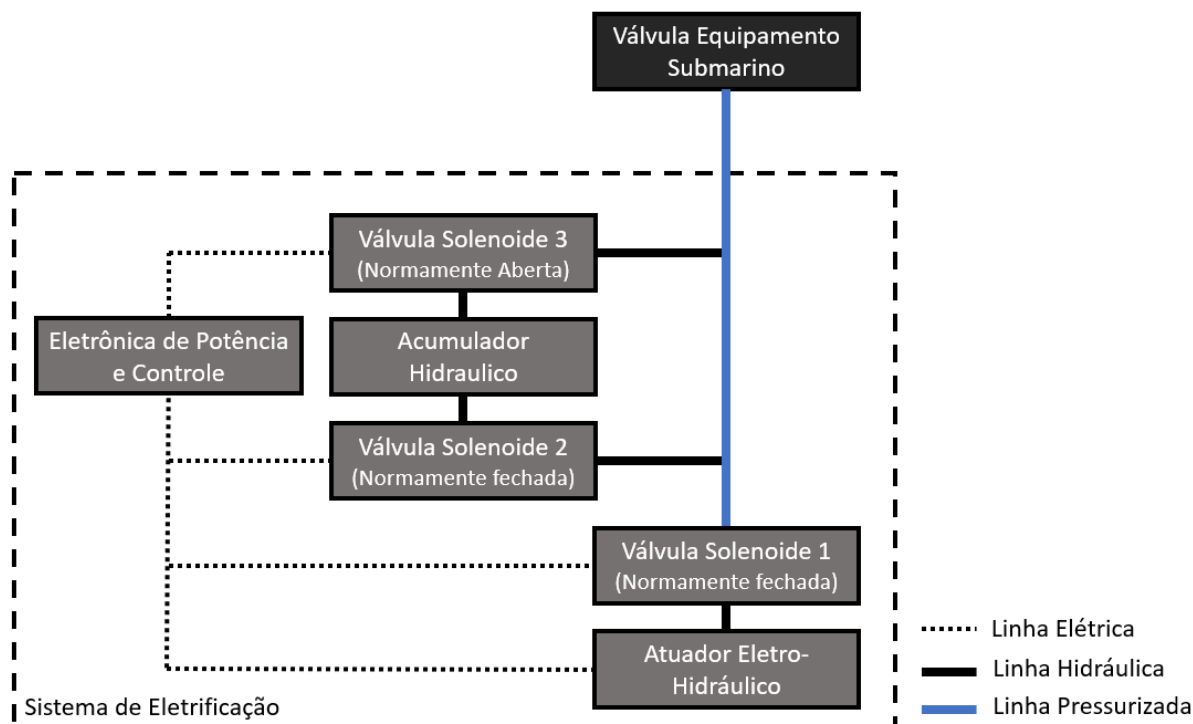 Válvula Equipamento
Submarino
Válvula Solenoide 3
(Normamente Aberta)
Eletrônica de Potência
e Controle
Acumulador
Hidraulico
Válvula Solenoide 2
(Normamente fechada)
Válvula Solenoide 1
(Normamente fechada)
Atuador Eletro-
Hidráulico
Sistema de Eletrificação
Linha Elétrica
Linha Hidráulica
Linha Pressurizada